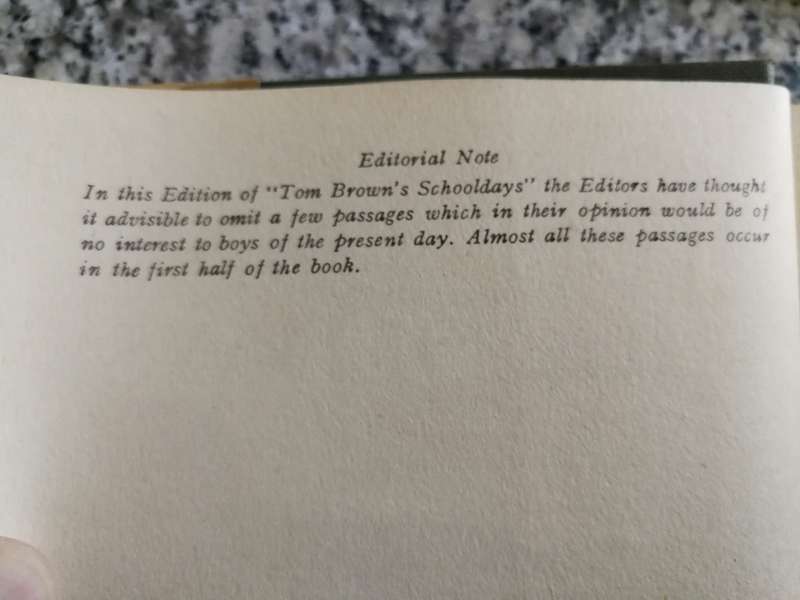 Editorial Note
In this Edition of "Tom Brown's Schooldays" the Editors have thought
it advisible to omit a few passages which in their opinion would be of
no interest to boys of the present day. Almost all these passages occur
in the first half of the book.